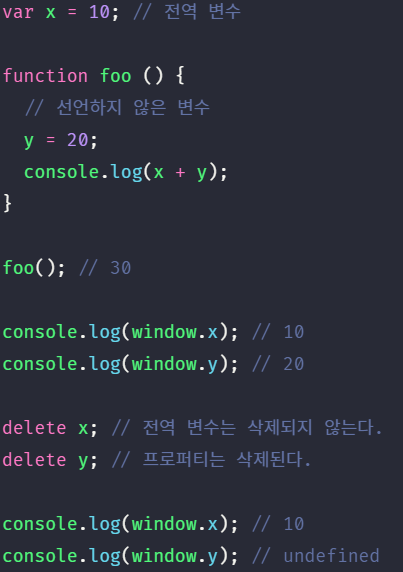 var x = 10; // 전역 변수
function foo () {
// 선언하지 않은 변수
y = 20;
console.log(x + y);
}
foo(); // 30
console.log(window.x); // 10
console.log(window.y); // 20
delete x; // 전역 변수는 삭제되지 않는다.
delete y; // 프로퍼티는 삭제된다.
console.log(window.x); // 10
console.log(window.y); // undefined